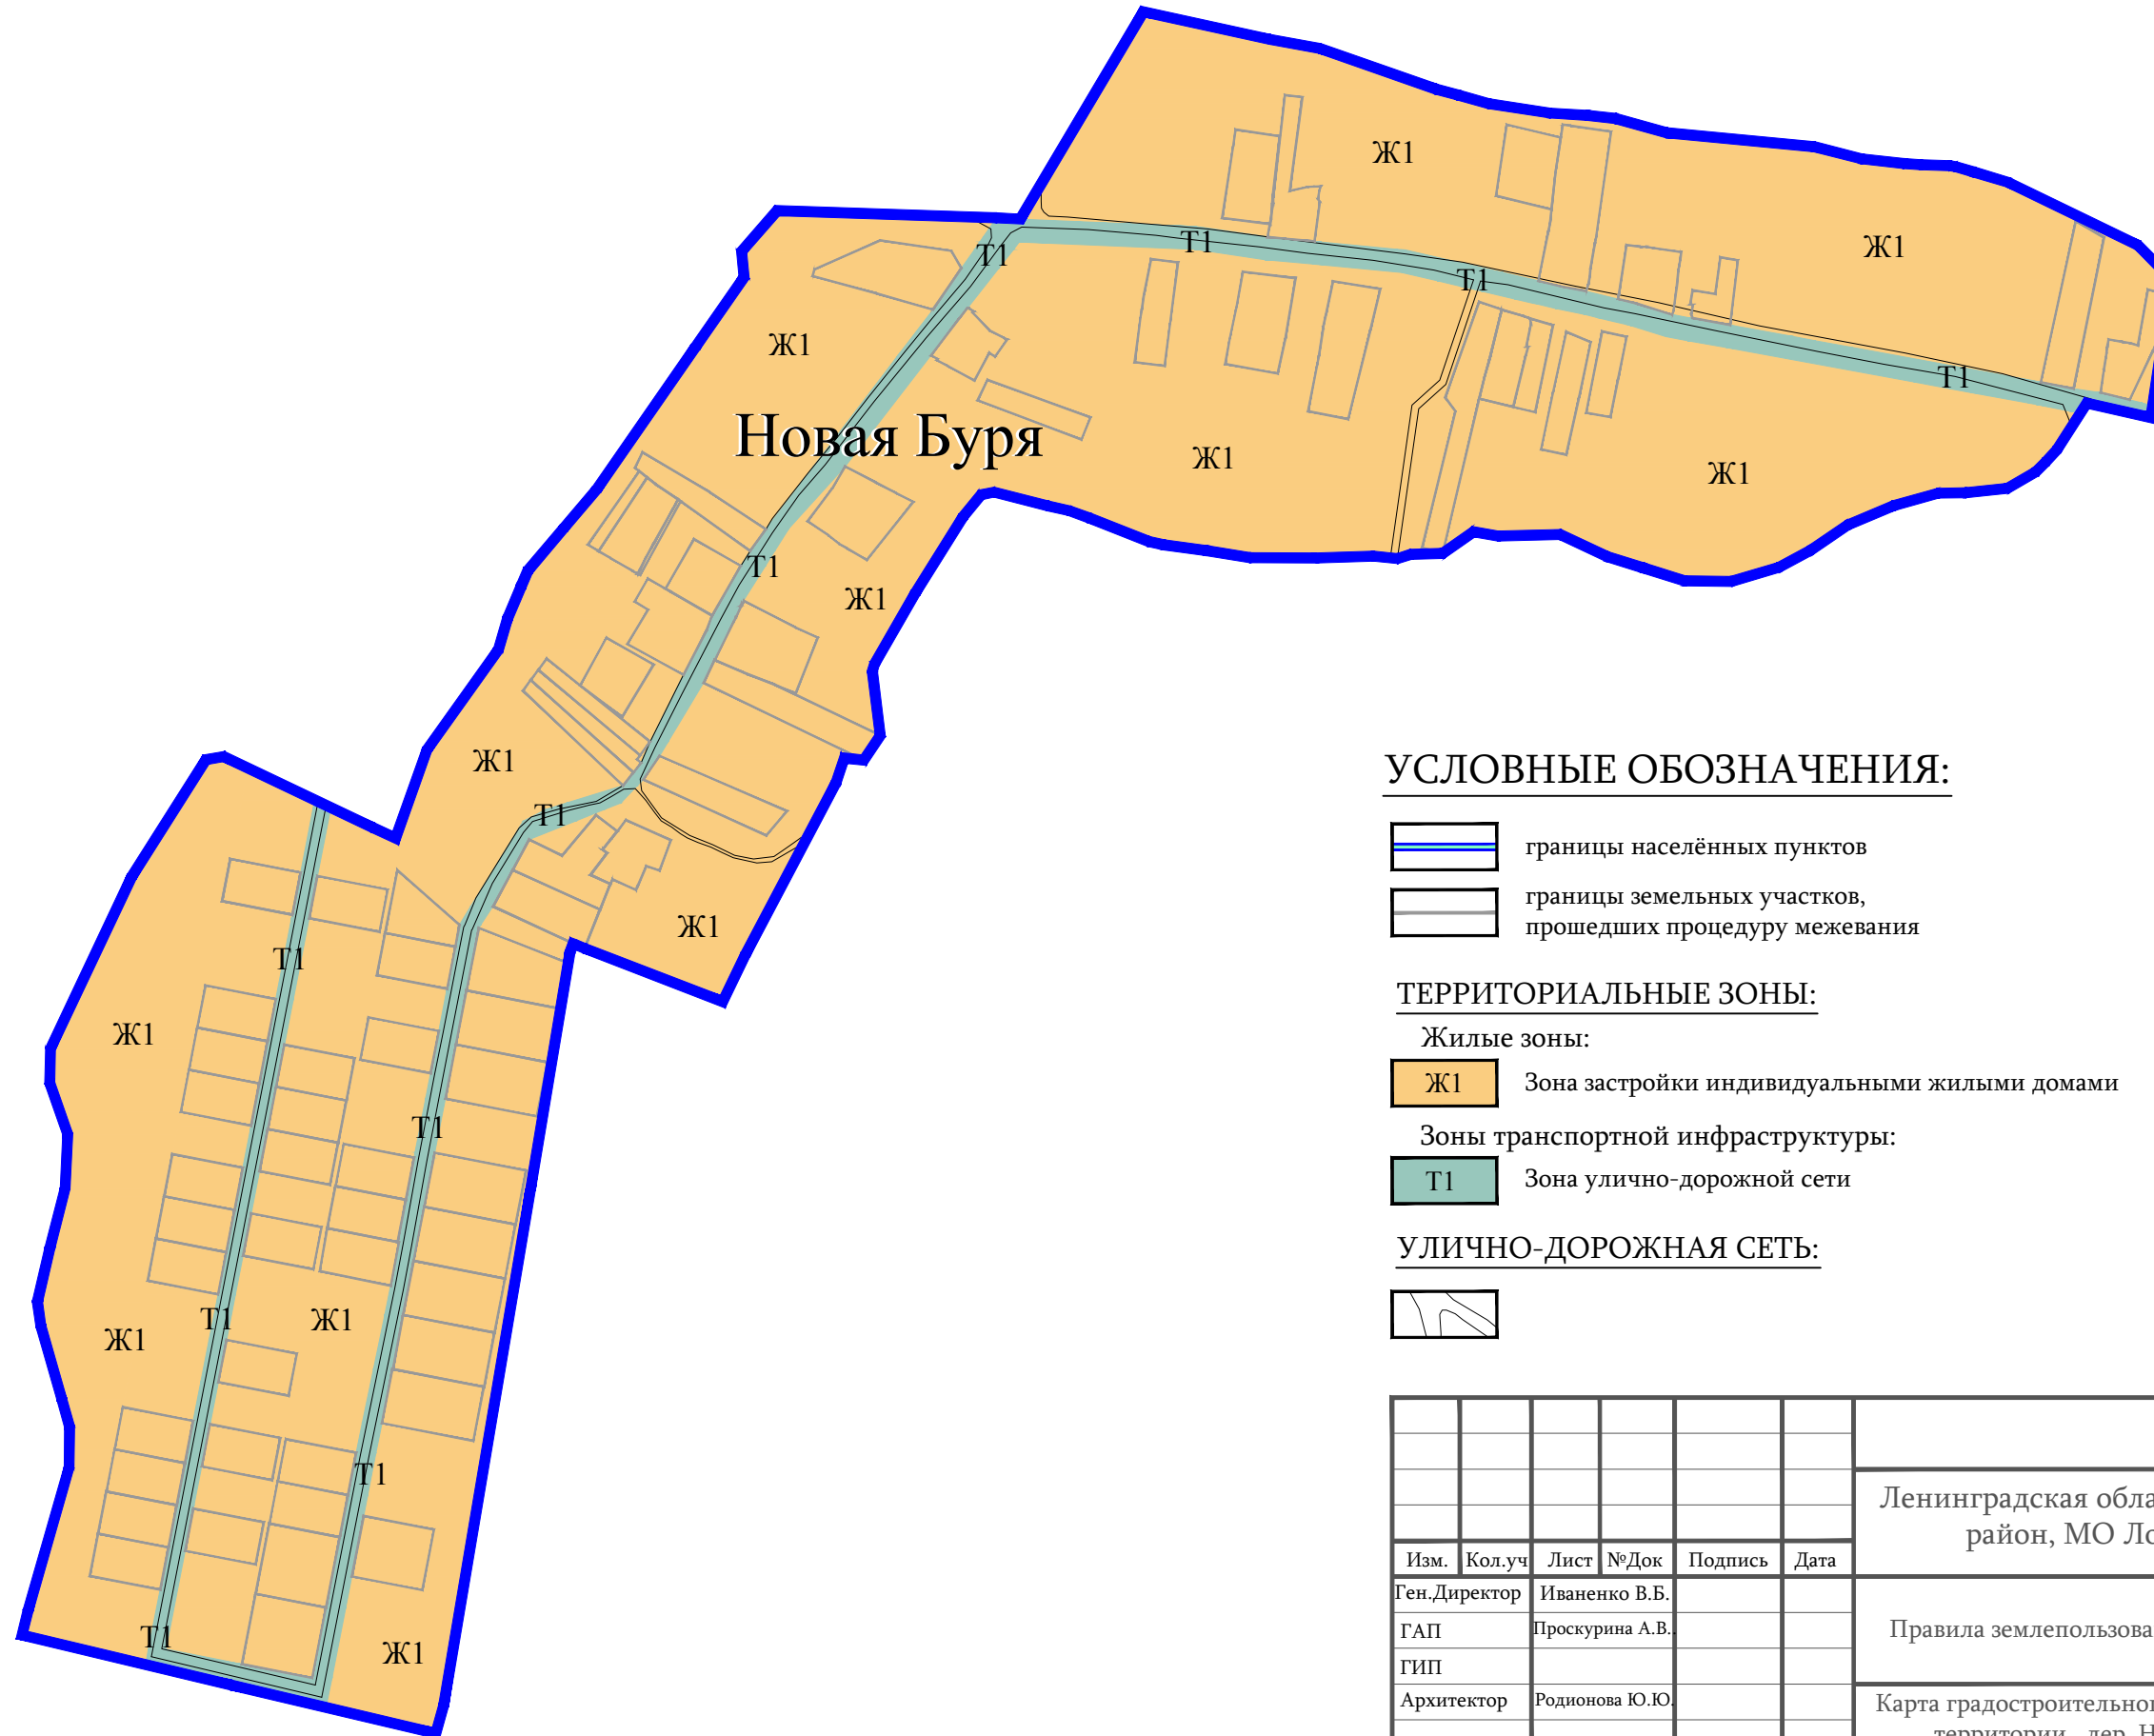 Ж1
Ж1
Т1
Т1
Т1
Т1
Ж1
Новая Буря
Ж1
Ж1
Т1
Ж1
Ж1
Т1
Ж1
Т1
Ж1
Т1
Т1
Ж1
Ж1
Т1
Т1
Ж1
УСЛОВНЫЕ ОБОЗНАЧЕНИЯ:
границы населённых пунктов
границы земельных участков,
прошедших процедуру межевания
ТЕРРИТОРИАЛЬНЫЕ ЗОНЫ:
Жилые зоны:
Ж1 Зона застройки индивидуальными жилыми домами
Зоны транспортной инфраструктуры:
Т1 Зона улично-дорожной сети
УЛИЧНО-ДОРОЖНАЯ СЕТЬ:
Ленинградская обла
район, МО Ло
Изм. Кол.уч Лист №Док Подпись Дата
Ген.Директор Иваненко В.Б.
ГАП Проскурина А.В.
ГИП
Архитектор Родионова Ю.Ю.
Правила землепользова
Карта градостроительног
территории дер. Н